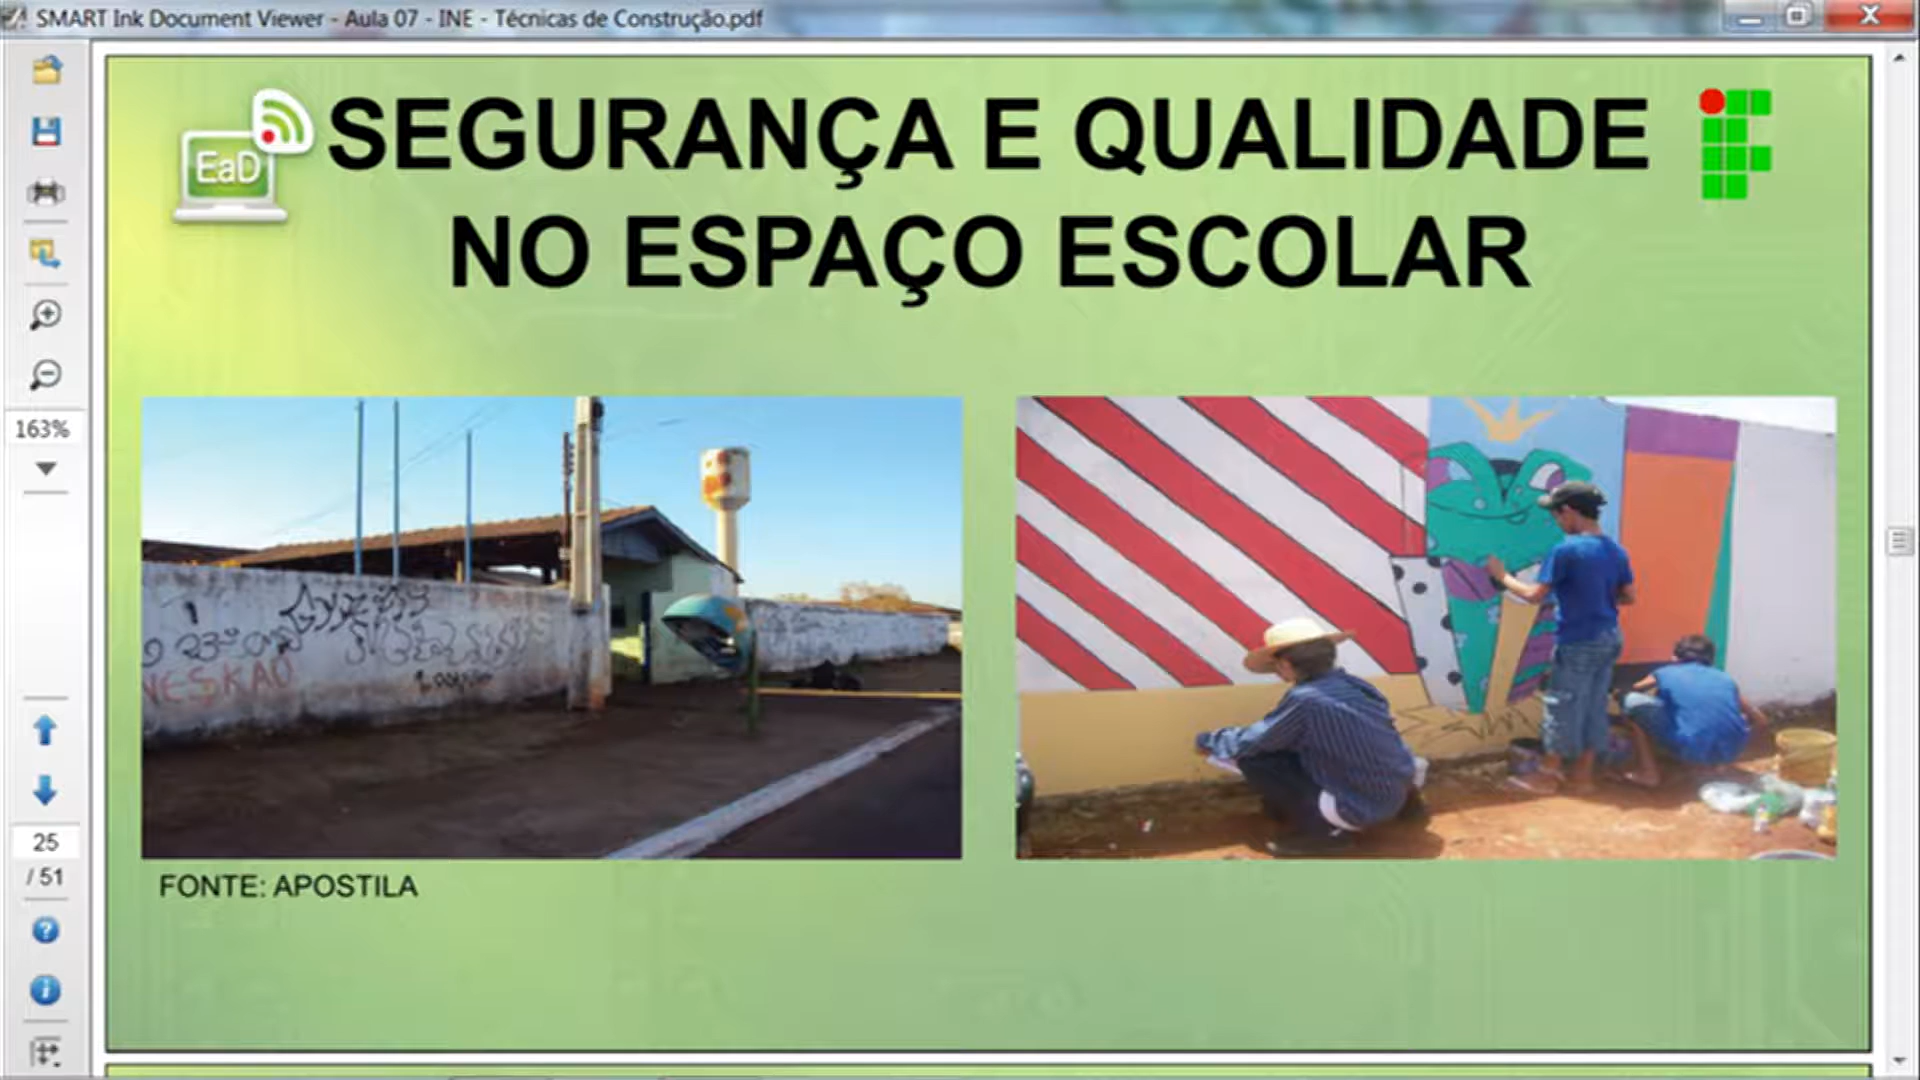 SMART Ink Document Viewer - Aula 07 - INE - Técnicas de Construção.pdf
EaD
SEGURANÇA E QUALIDADE
NO ESPAÇO ESCOLAR
163%
NESKAO
FONTE: APOSTILA
25
/ 51